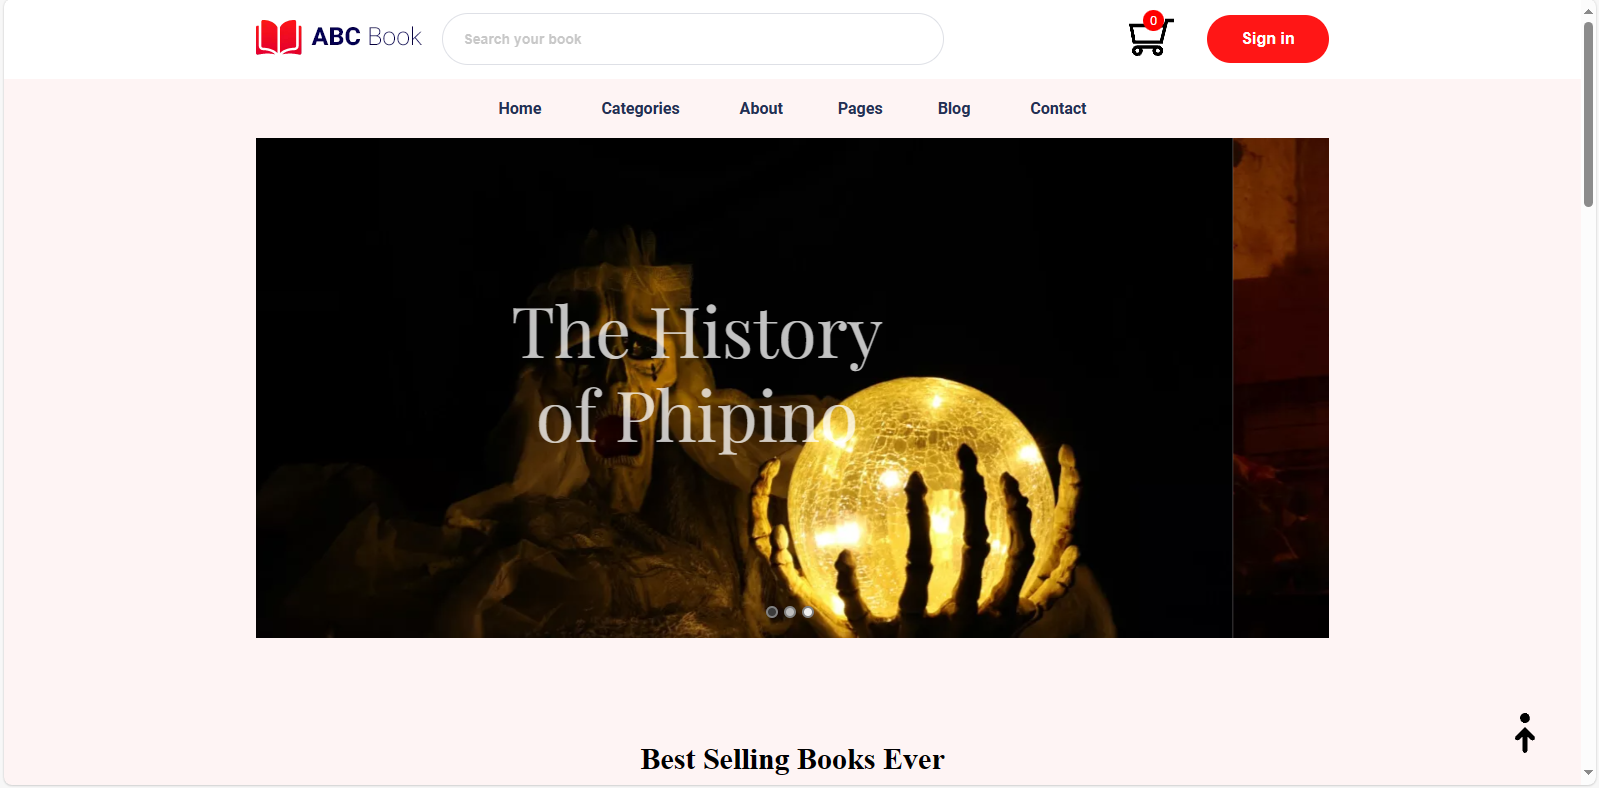 ABC Book
Search your book
0
Sign in
Home Categories About Pages Blog Contact
The History
of Phipino
Best Selling Books Ever